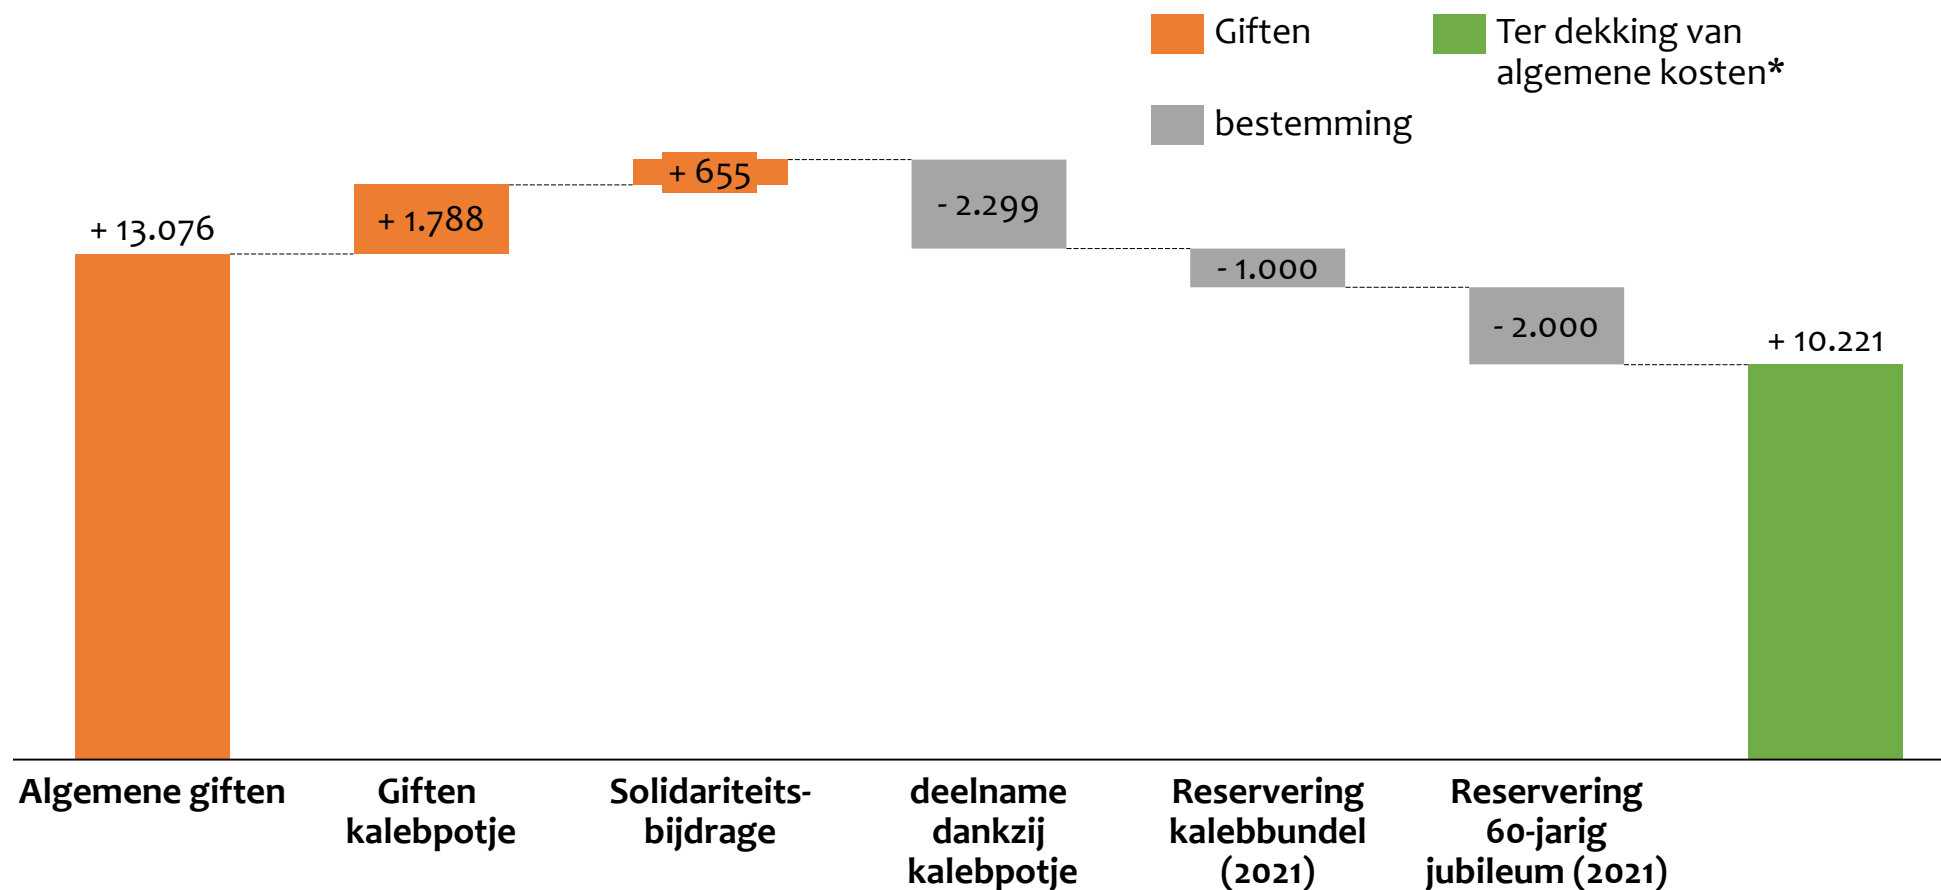 Giften
Ter dekking van
algemene kosten*
bestemming
+ 13.076
+ 1.788
+ 655
- 2.299
- 1.000
- 2.000
+ 10.221
Algemene giften
Giften
kalebpotje
Solidariteits-
bijdrage
deelname
dankzij
kalebpotje
Reservering
kalebbundel
(2021)
Reservering
60-jarig
jubileum (2021)